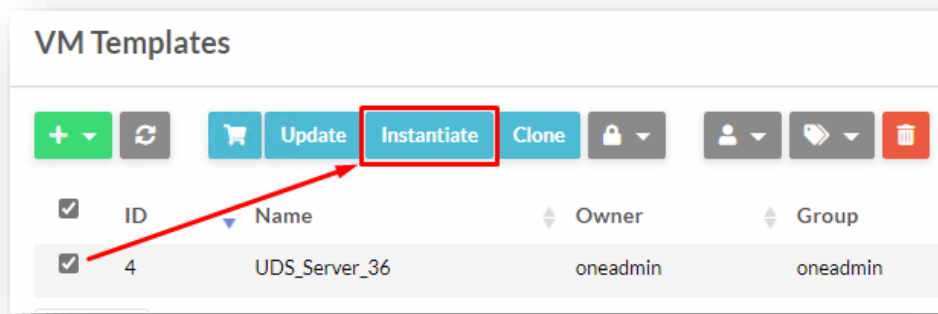 VM Templates
Update Instantiate Clone
ID Name Owner Group
4 UDS_Server_36 oneadmin oneadmin